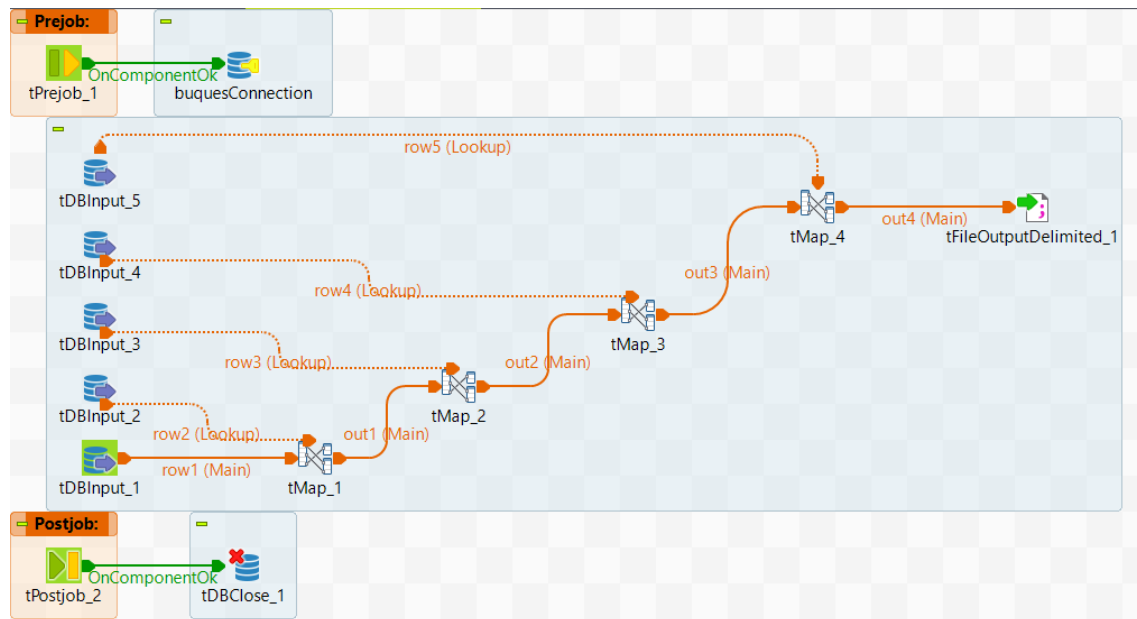 Prejob:
OnComponentOk
tPrejob_1
buquesConnection
row5 (Lookup)
tDBInput_5
tMap_4
out4 (Main)
tFileOutputDelimited_1
tDBInput_4
row4 (Lookup)
out3 (Main)
tDBInput_3
row3 (Lookup)
out2 (Main)
tMap_3
tDBInput_2
row2 (Lookup)
out1 (Main)
tMap_2
row1 (Main)
tDBInput_1
tMap_1
Postjob:
OnComponentOk
tPostjob_2
tDBClose_1